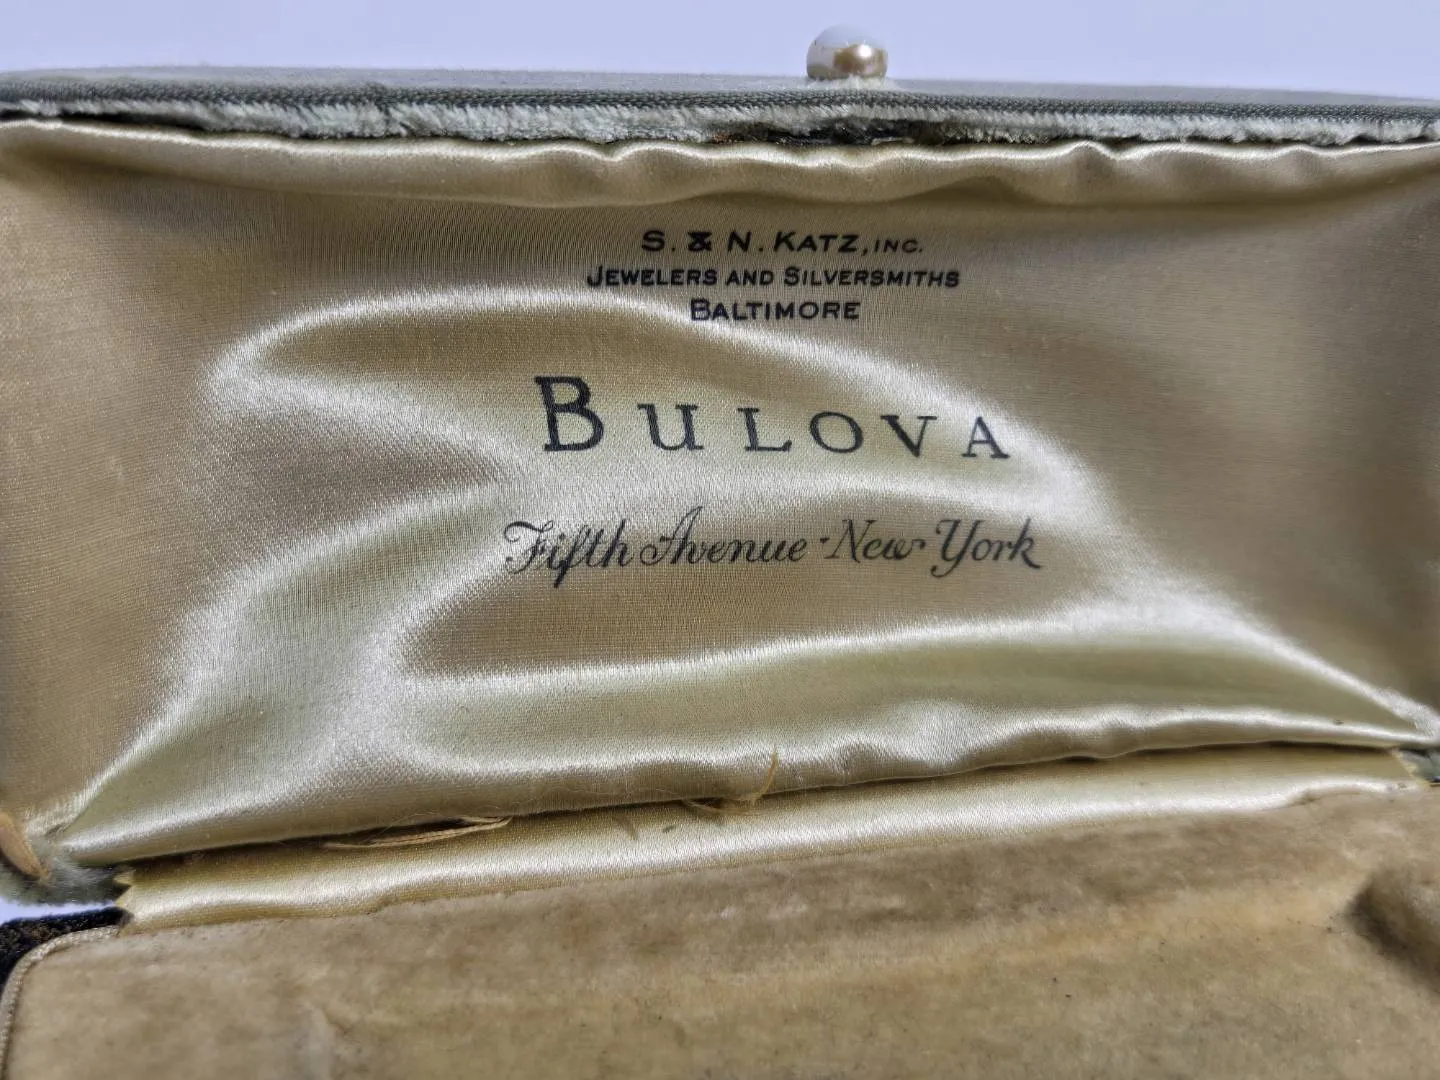 S. & N. KATZ, INC.
JEWELERS AND SILVERSMITHS
BALTIMORE
BULOVA
Fifth Avenue · New York